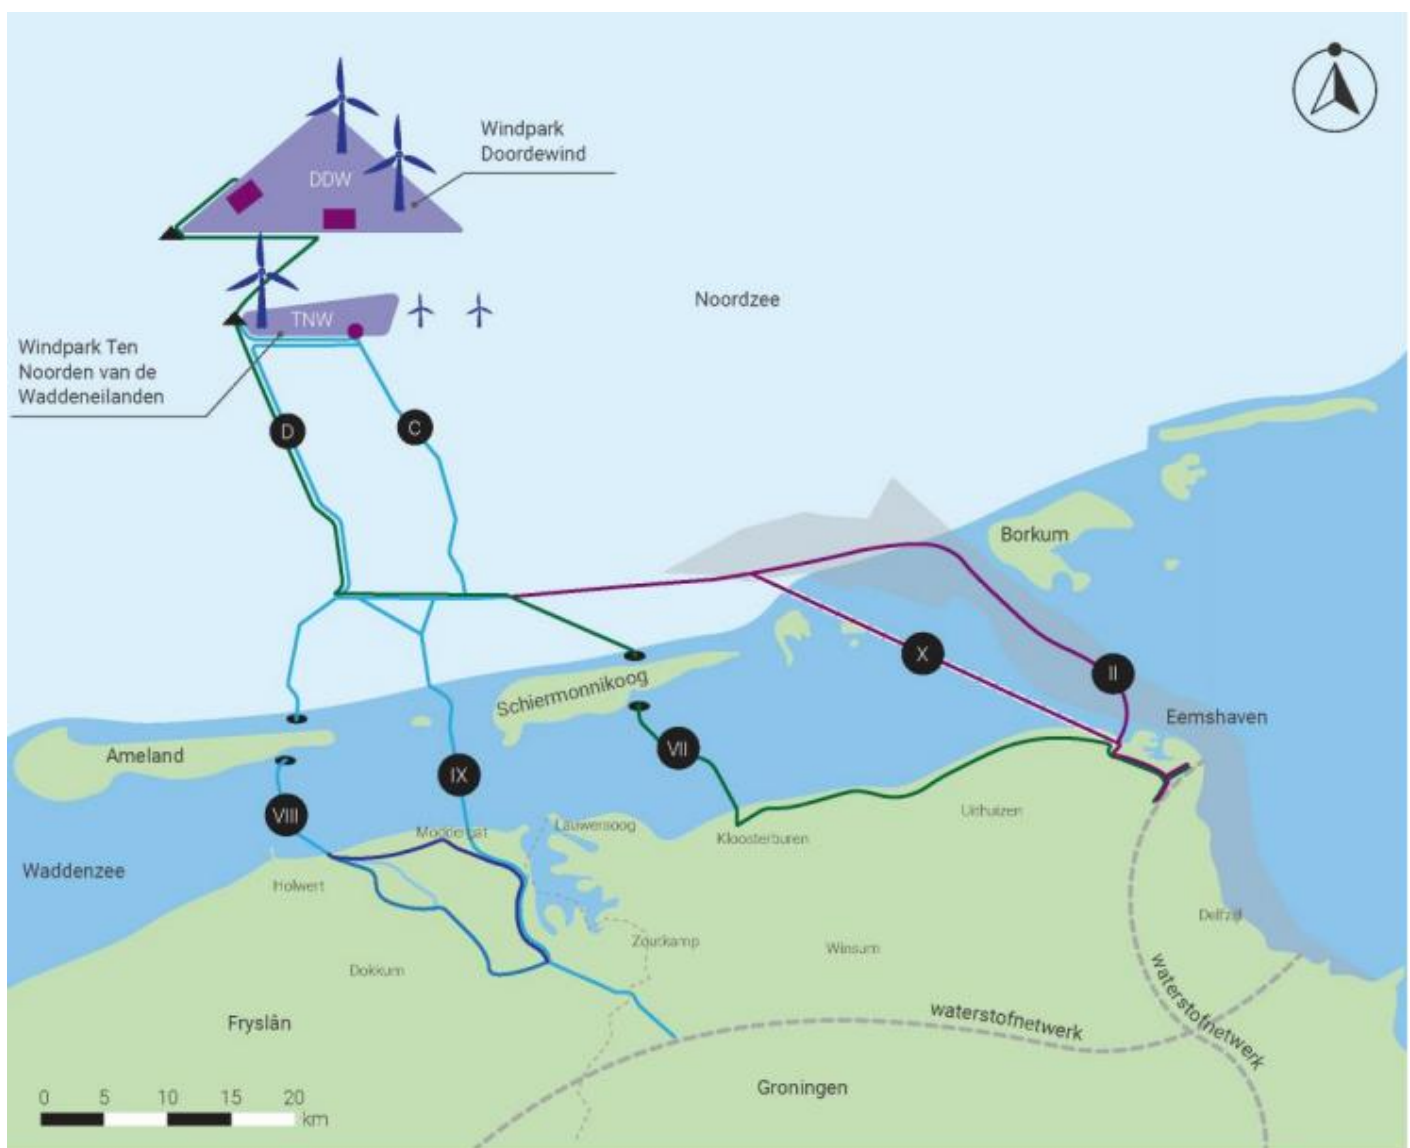 Windpark
Doordewind
DDW
Noordzee
TNW
Windpark Ten
Noorden van de
Waddeneilanden
D
C
Borkum
X
II
Schiermonnikoog
Eemshaven
Ameland
VII
IX
VIII
Uithuizen
Moddergat
Lauwersoog
Kloosterburen
Waddenzee
Holwert
Delfzijl
Zoutkamp
Winsum
Dokkum
waterstofnetwerk
waterstofnetwerk
Fryslân
Groningen
0 5 10 15 20
km